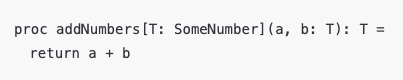 proc addNumbers[T: SomeNumber](a, b: T): T =
  return a + b